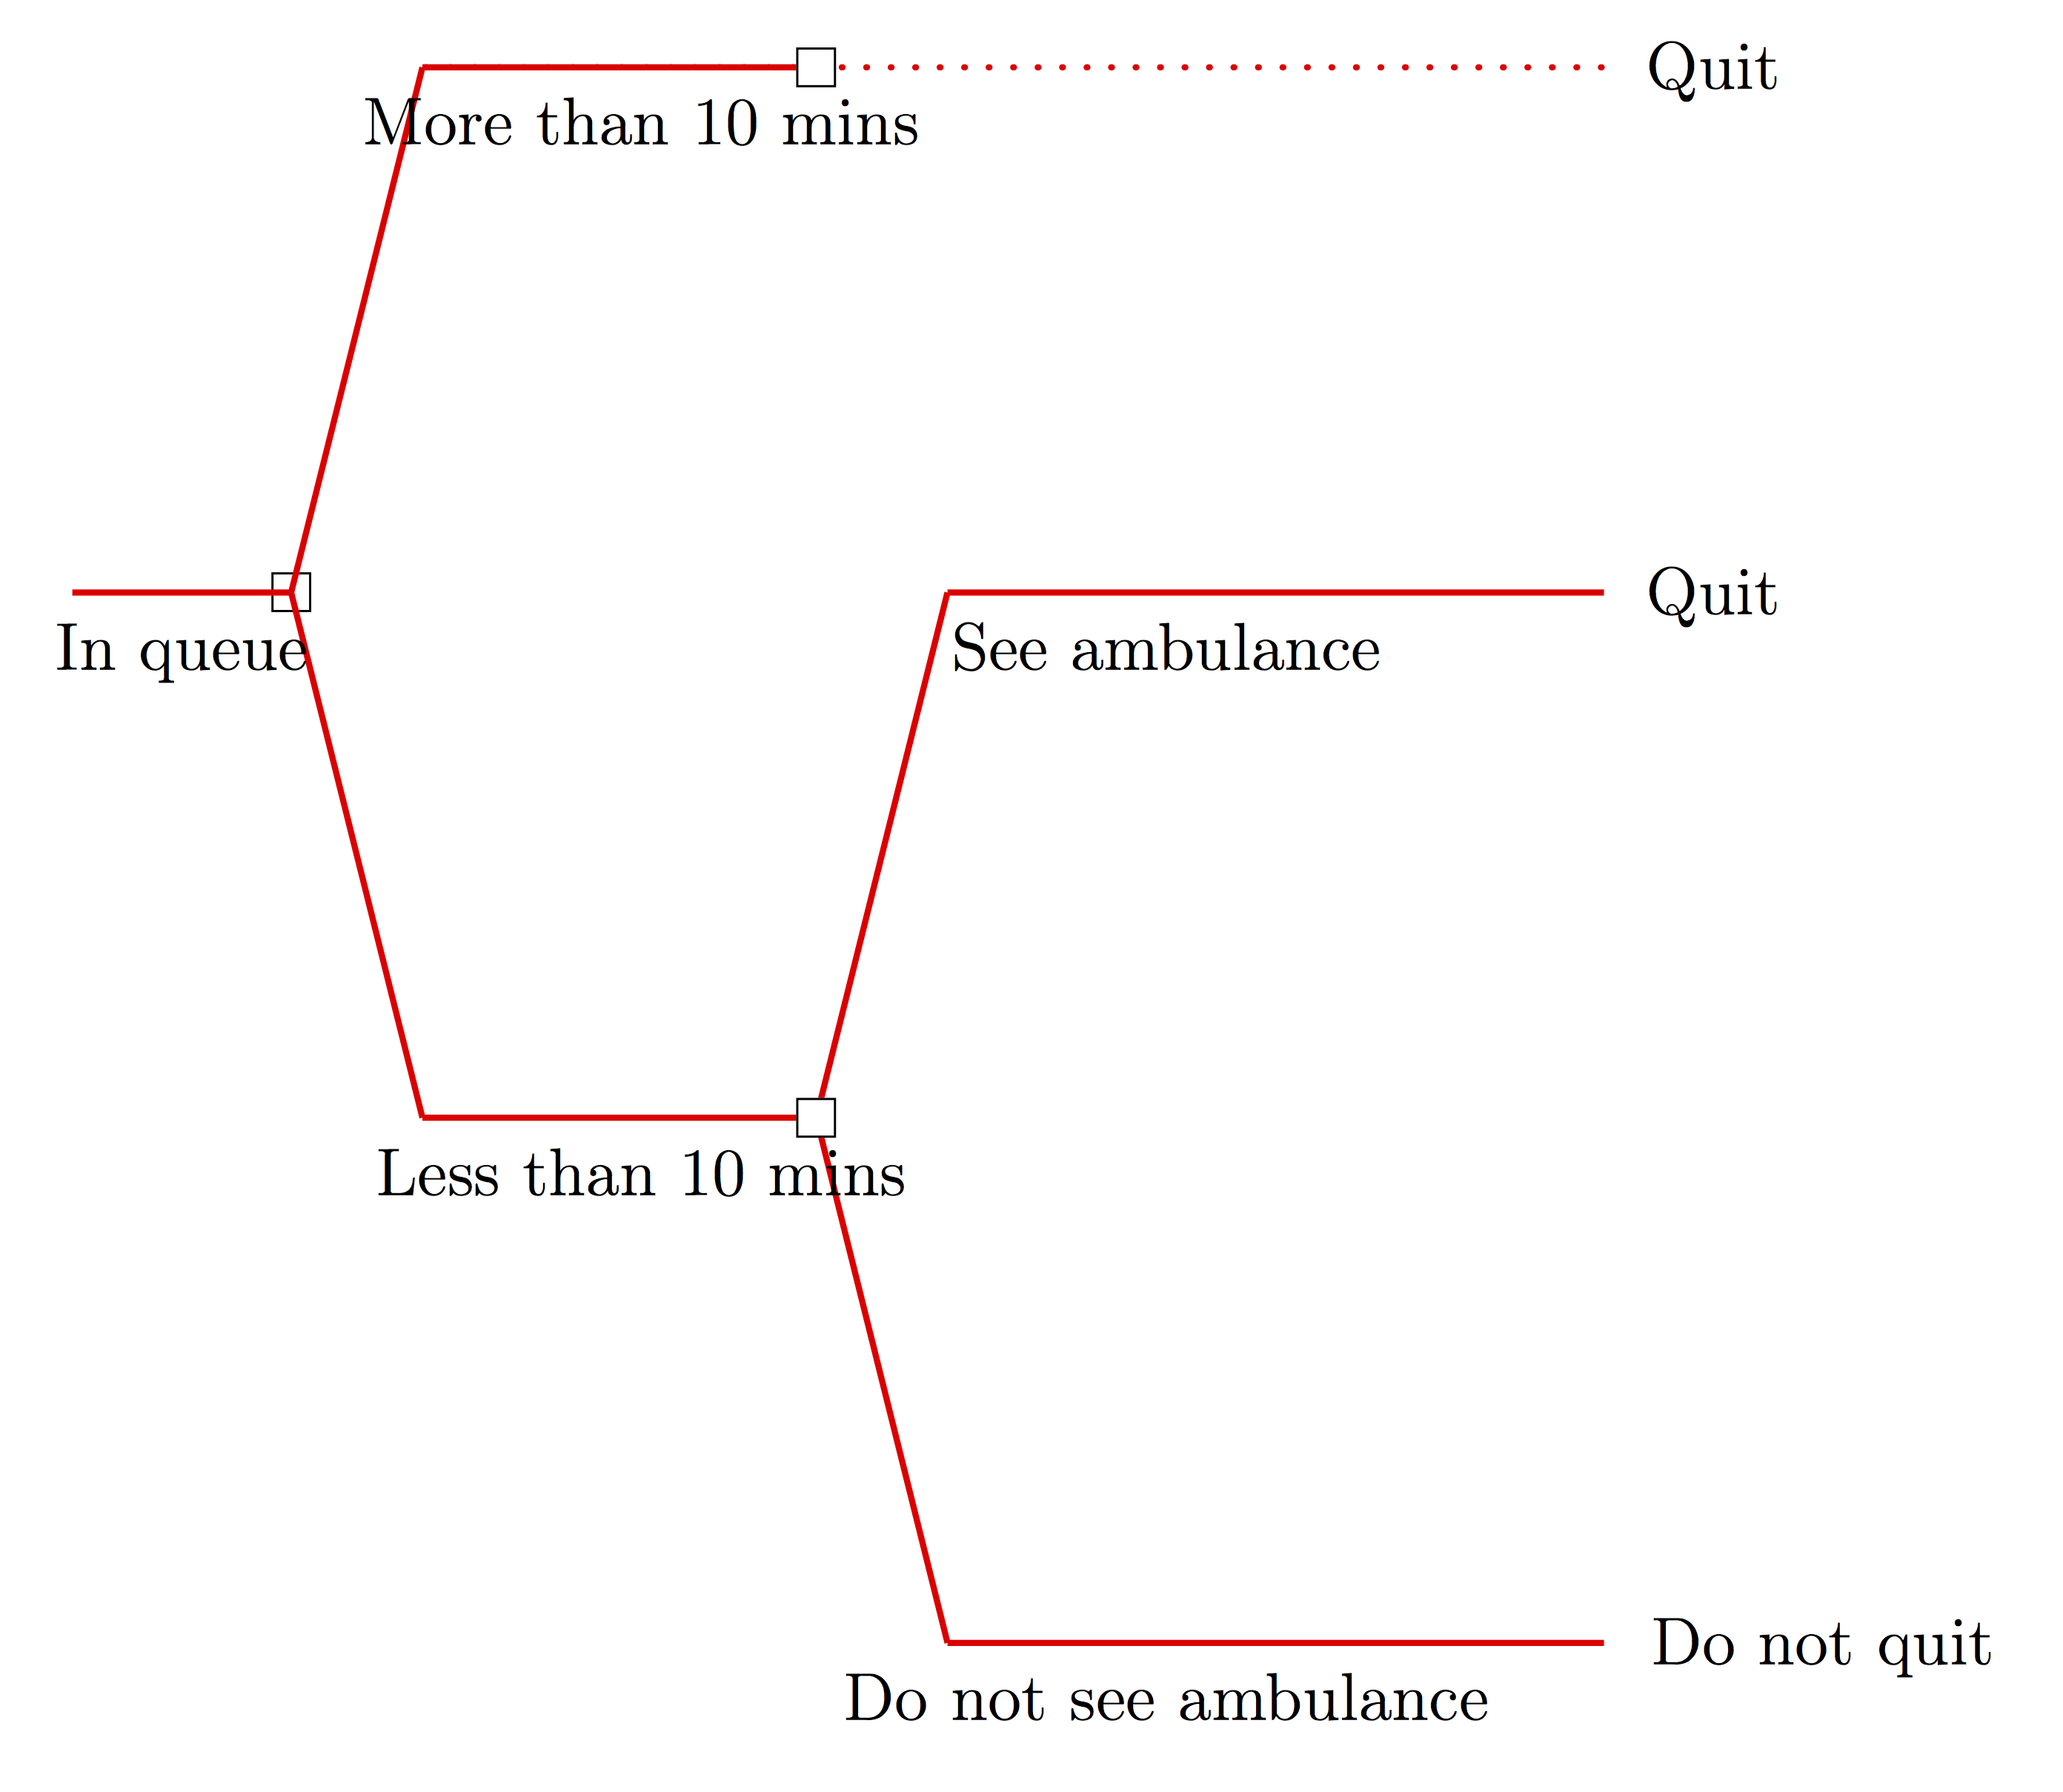 Quit
More than 10 mins
Quit
In queue
See ambulance
Less than 10 mins
Do not quit
Do not see ambulance